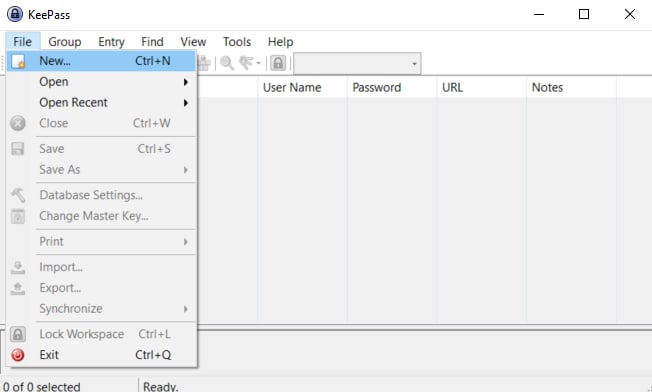 KeePass
File Group Entry Find View Tools Help
New... Ctrl+N
Open
Open Recent
Close Ctrl+W
Save Ctrl+S
Save As
Database Settings...
Change Master Key...
Print
Import...
Export...
Synchronize
Lock Workspace Ctrl+L
Exit Ctrl+Q
User Name Password URL Notes
0 of 0 selected Ready.